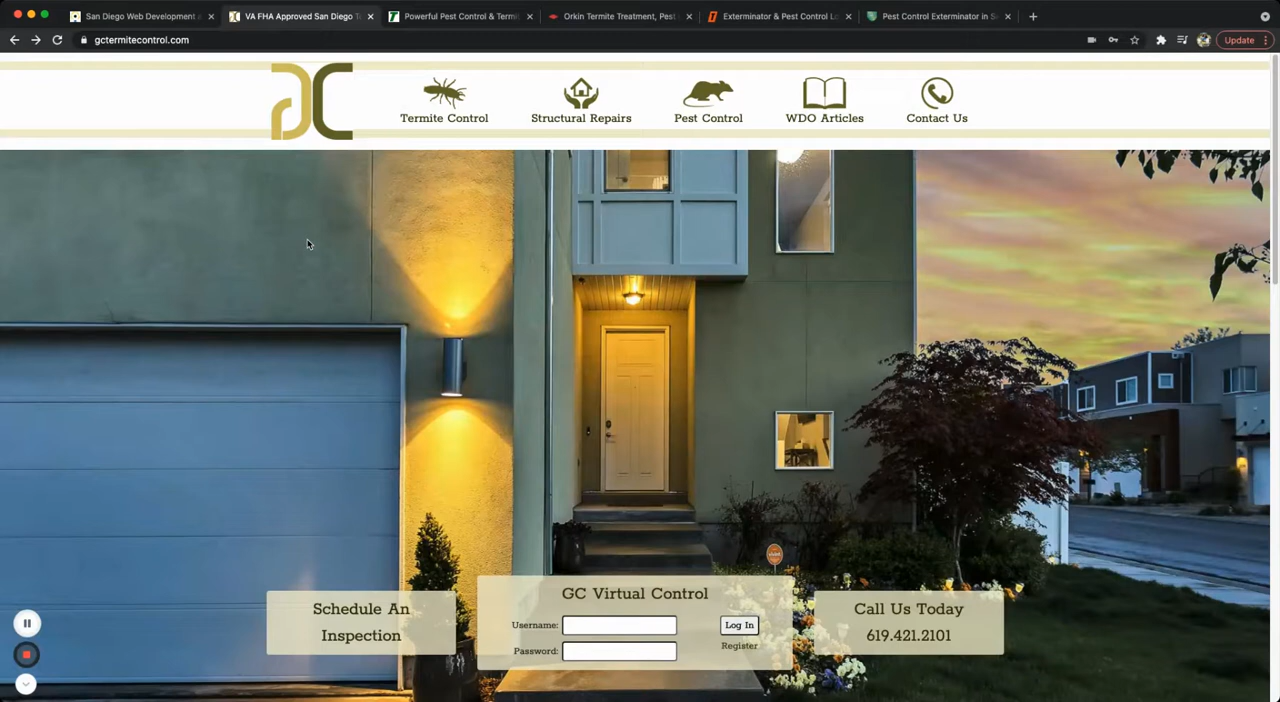 San Diego Web Development &
VA FHA Approved San Diego Te
Powerful Pest Control & Termi
Orkin Termite Treatment, Pest
Exterminator & Pest Control Lo
Pest Control Exterminator in S
gctermitecontrol.com
Update
GC
Termite Control
Structural Repairs
Pest Control
WDO Articles
Contact Us
Schedule An
Inspection
GC Virtual Control
Username:
Log In
Password:
Register
Call Us Today
619.421.2101